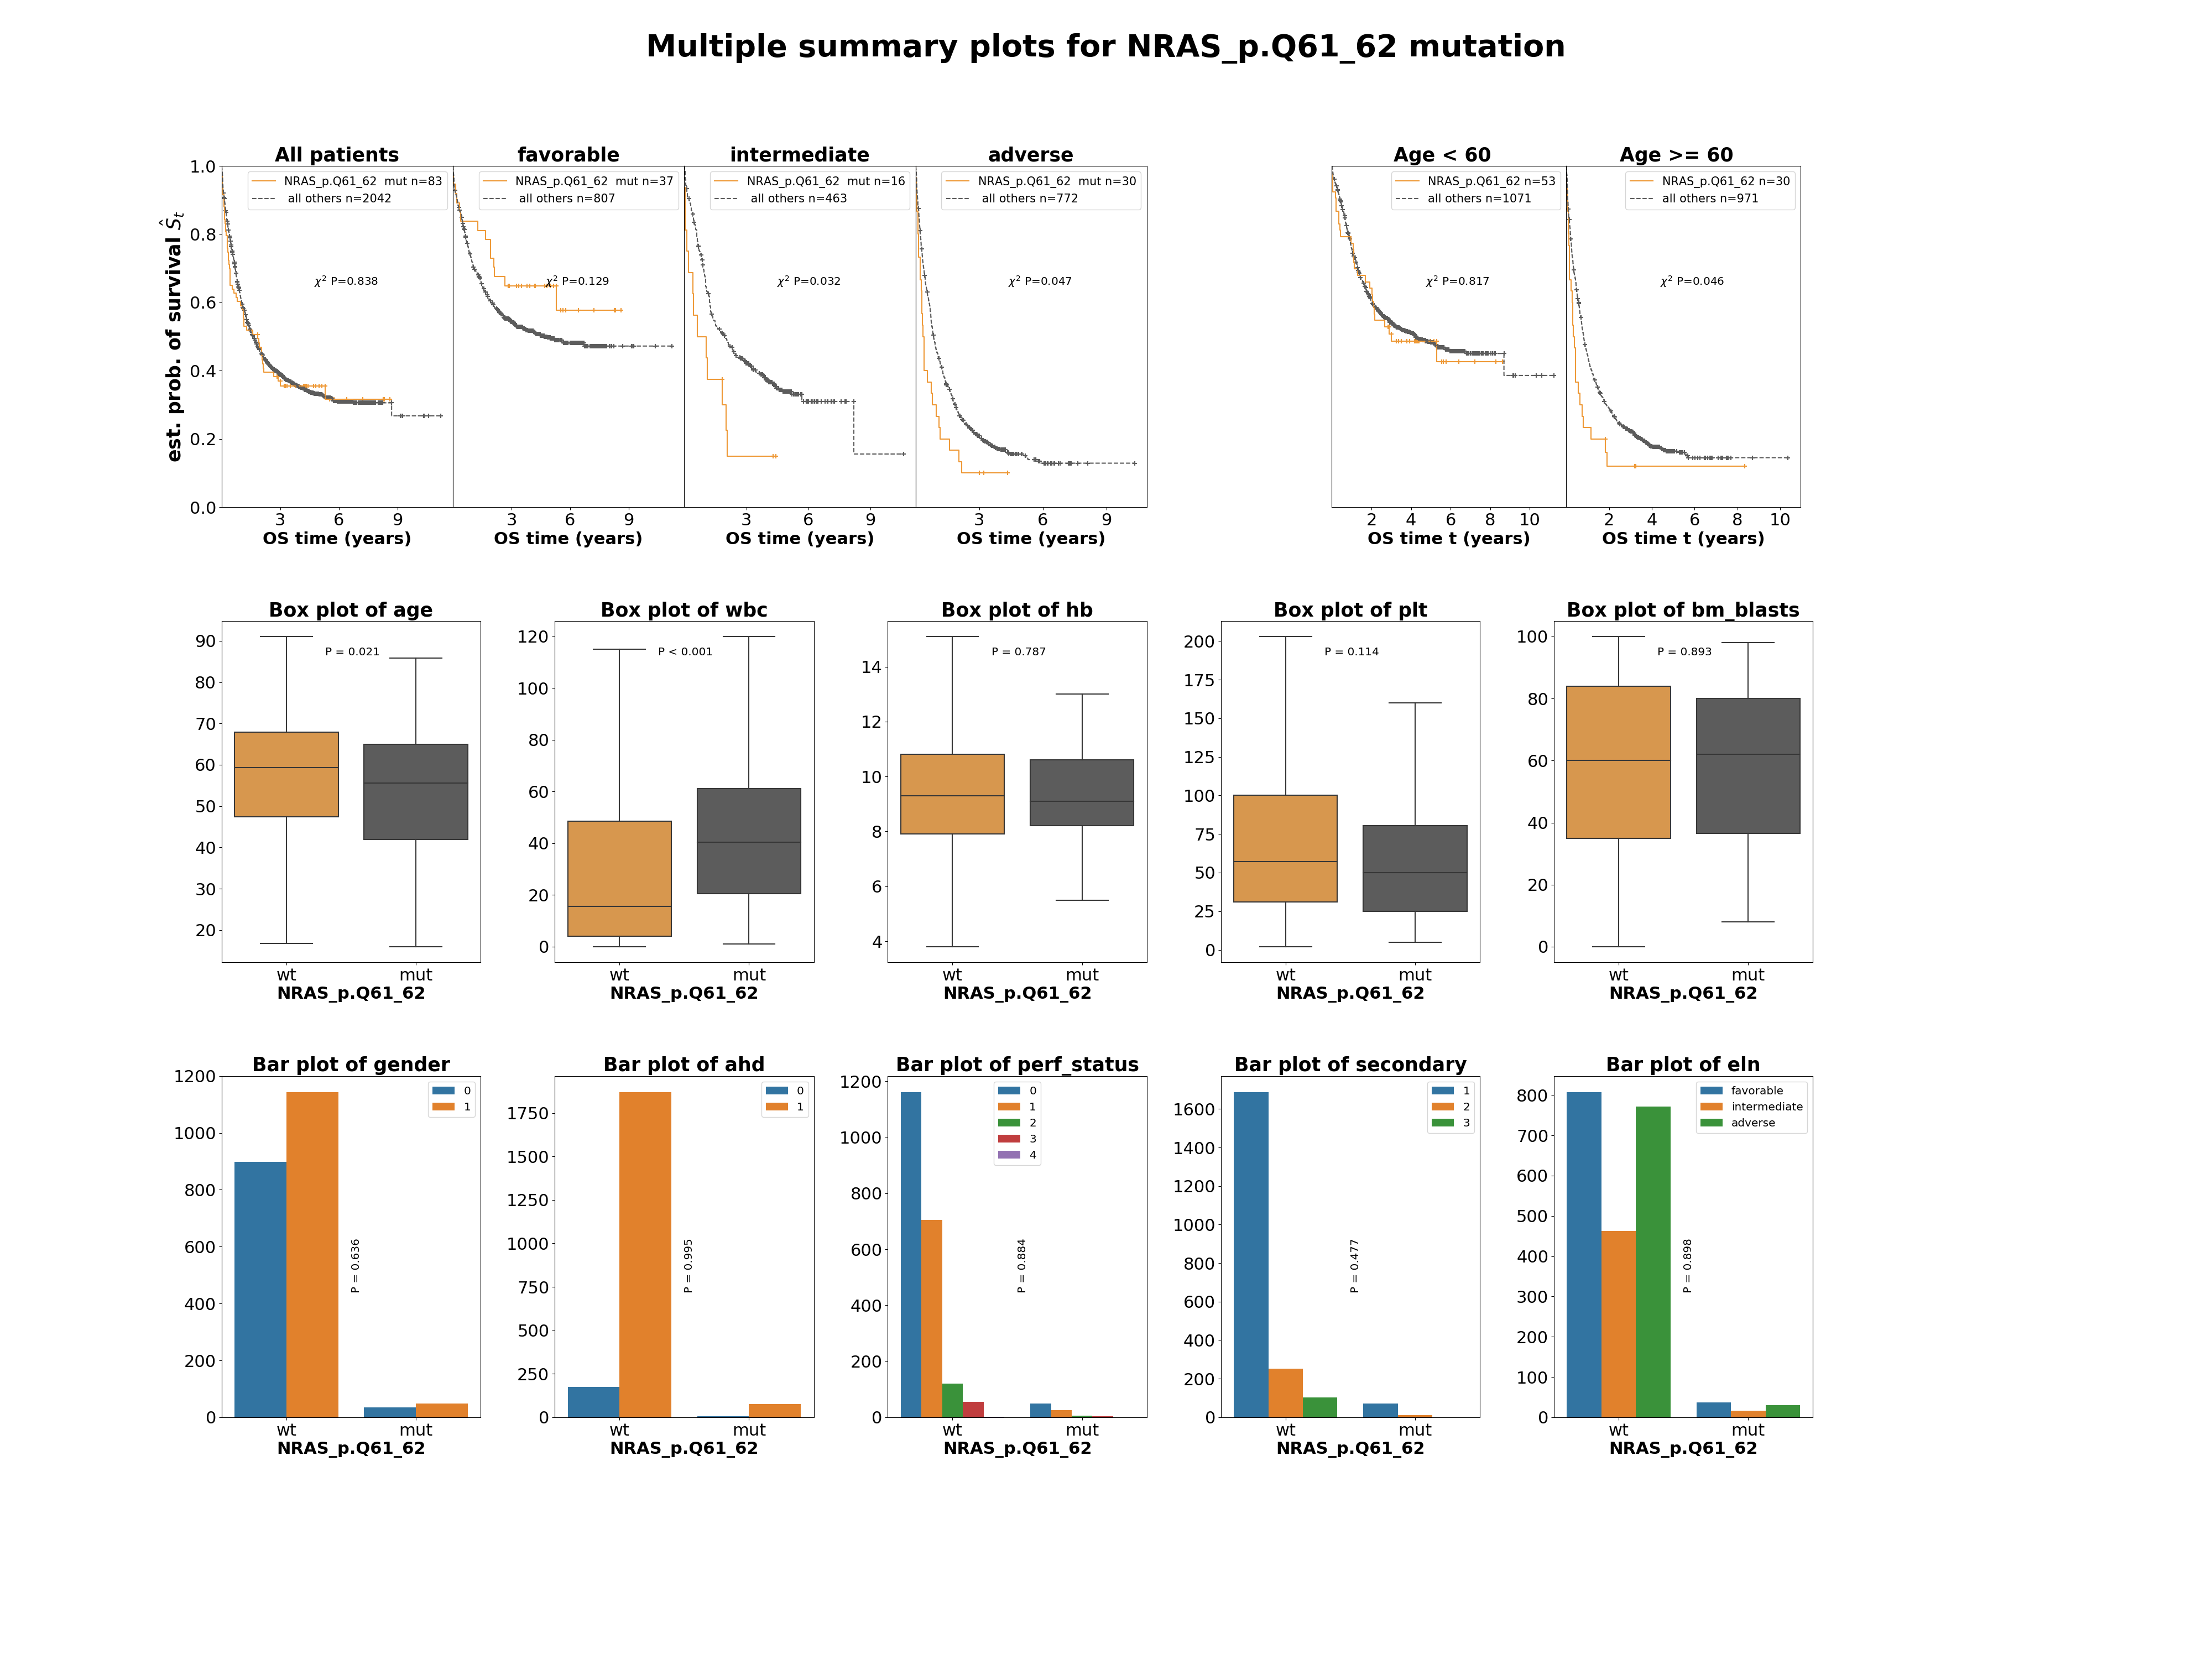 Multiple summary plots for NRAS_p.Q61_62 mutation
All patients
favorable
intermediate
adverse
Age < 60
Age >= 60
est. prob. of survival Ŝt
1.0
0.8
0.6
0.4
0.2
0.0
NRAS_p.Q61_62 mut n=83
all others n=2042
χ2 P=0.838
3 6 9
OS time (years)
NRAS_p.Q61_62 mut n=37
all others n=807
χ2 P=0.129
3 6 9
OS time (years)
NRAS_p.Q61_62 mut n=16
all others n=463
χ2 P=0.032
3 6 9
OS time (years)
NRAS_p.Q61_62 mut n=30
all others n=772
χ2 P=0.047
3 6 9
OS time (years)
NRAS_p.Q61_62 n=53
all others n=1071
χ2 P=0.817
2 4 6 8 10
OS time t (years)
NRAS_p.Q61_62 n=30
all others n=971
χ2 P=0.046
2 4 6 8 10
OS time t (years)
Box plot of age
90
80
70
60
50
40
30
20
P = 0.021
wt mut
NRAS_p.Q61_62
Box plot of wbc
120
100
80
60
40
20
0
P < 0.001
wt mut
NRAS_p.Q61_62
Box plot of hb
14
12
10
8
6
4
P = 0.787
wt mut
NRAS_p.Q61_62
Box plot of plt
200
175
150
125
100
75
50
25
0
P = 0.114
wt mut
NRAS_p.Q61_62
Box plot of bm_blasts
100
80
60
40
20
0
P = 0.893
wt mut
NRAS_p.Q61_62
Bar plot of gender
1200
1000
800
600
400
200
0
0
1
P = 0.636
wt mut
NRAS_p.Q61_62
Bar plot of ahd
1750
1500
1250
1000
750
500
250
0
0
1
P = 0.995
wt mut
NRAS_p.Q61_62
Bar plot of perf_status
1200
1000
800
600
400
200
0
0
1
2
3
4
P = 0.884
wt mut
NRAS_p.Q61_62
Bar plot of secondary
1600
1400
1200
1000
800
600
400
200
0
1
2
3
P = 0.477
wt mut
NRAS_p.Q61_62
Bar plot of eln
800
700
600
500
400
300
200
100
0
favorable
intermediate
adverse
P = 0.898
wt mut
NRAS_p.Q61_62